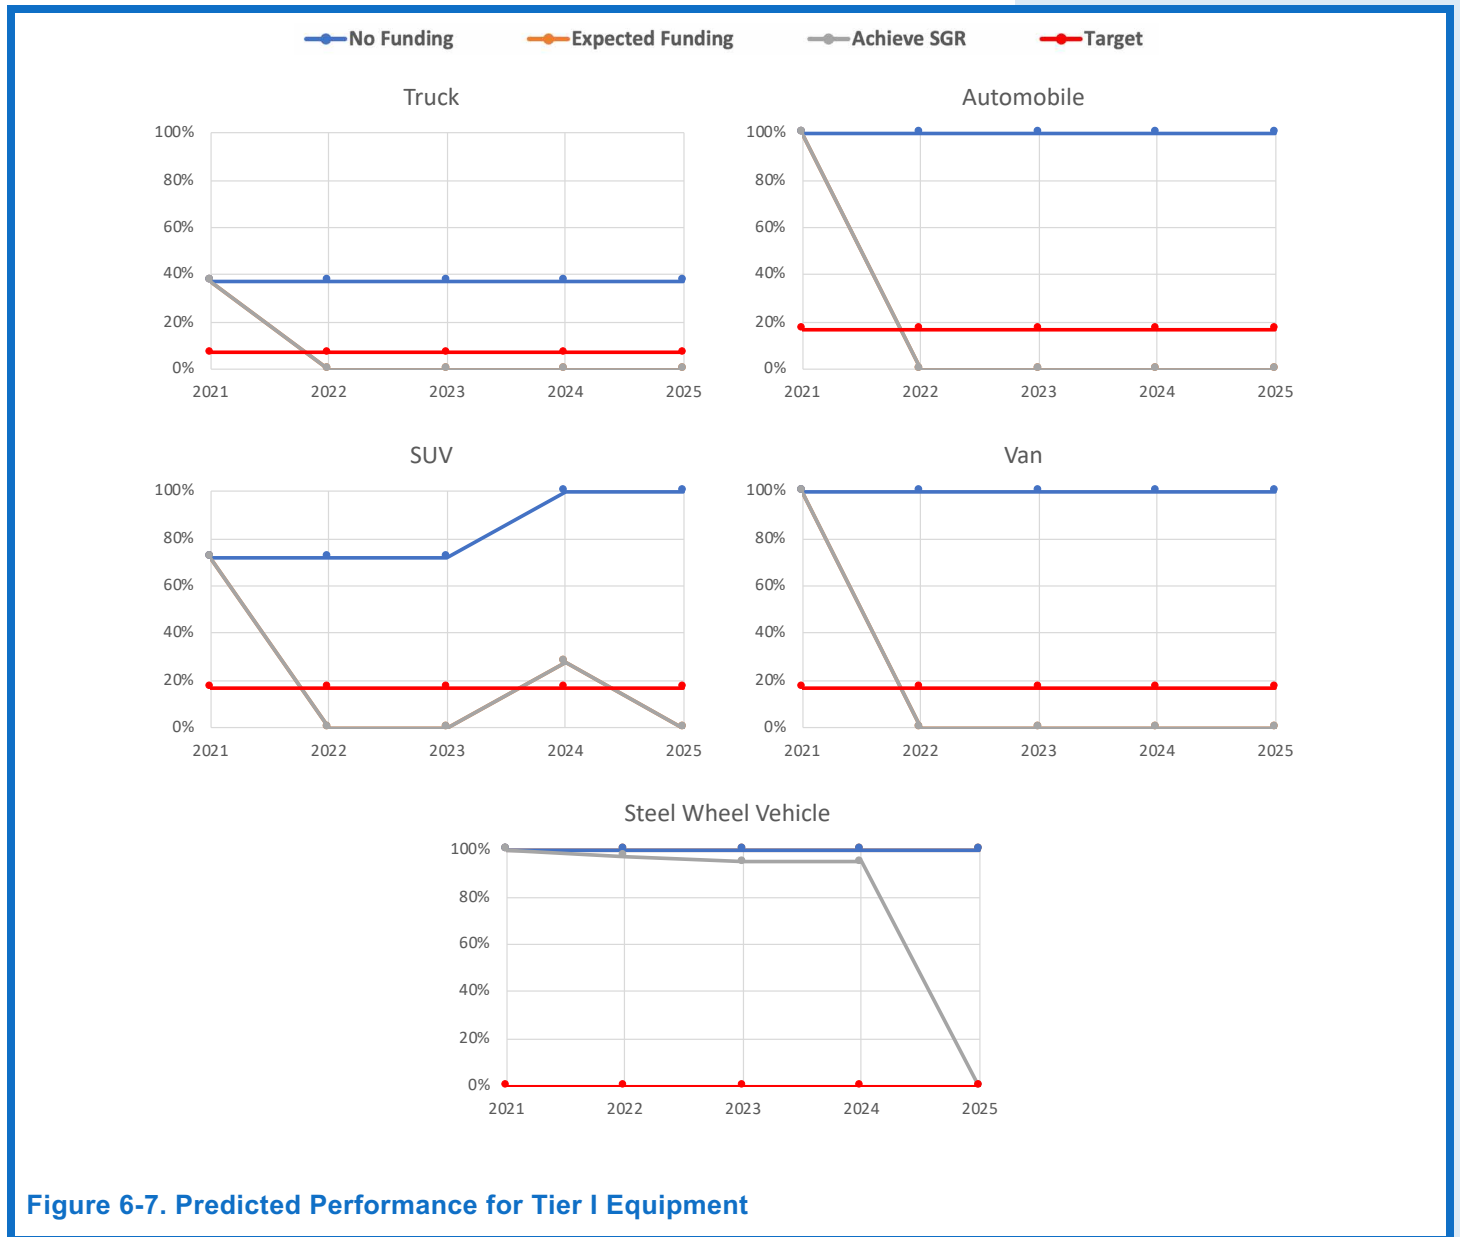 No Funding Expected Funding Achieve SGR Target
Truck
100%
80%
60%
40%
20%
0%
2021 2022 2023 2024 2025
Automobile
100%
80%
60%
40%
20%
0%
2021 2022 2023 2024 2025
SUV
100%
80%
60%
40%
20%
0%
2021 2022 2023 2024 2025
Van
100%
80%
60%
40%
20%
0%
2021 2022 2023 2024 2025
Steel Wheel Vehicle
100%
80%
60%
40%
20%
0%
2021 2022 2023 2024 2025
Figure 6-7. Predicted Performance for Tier I Equipment